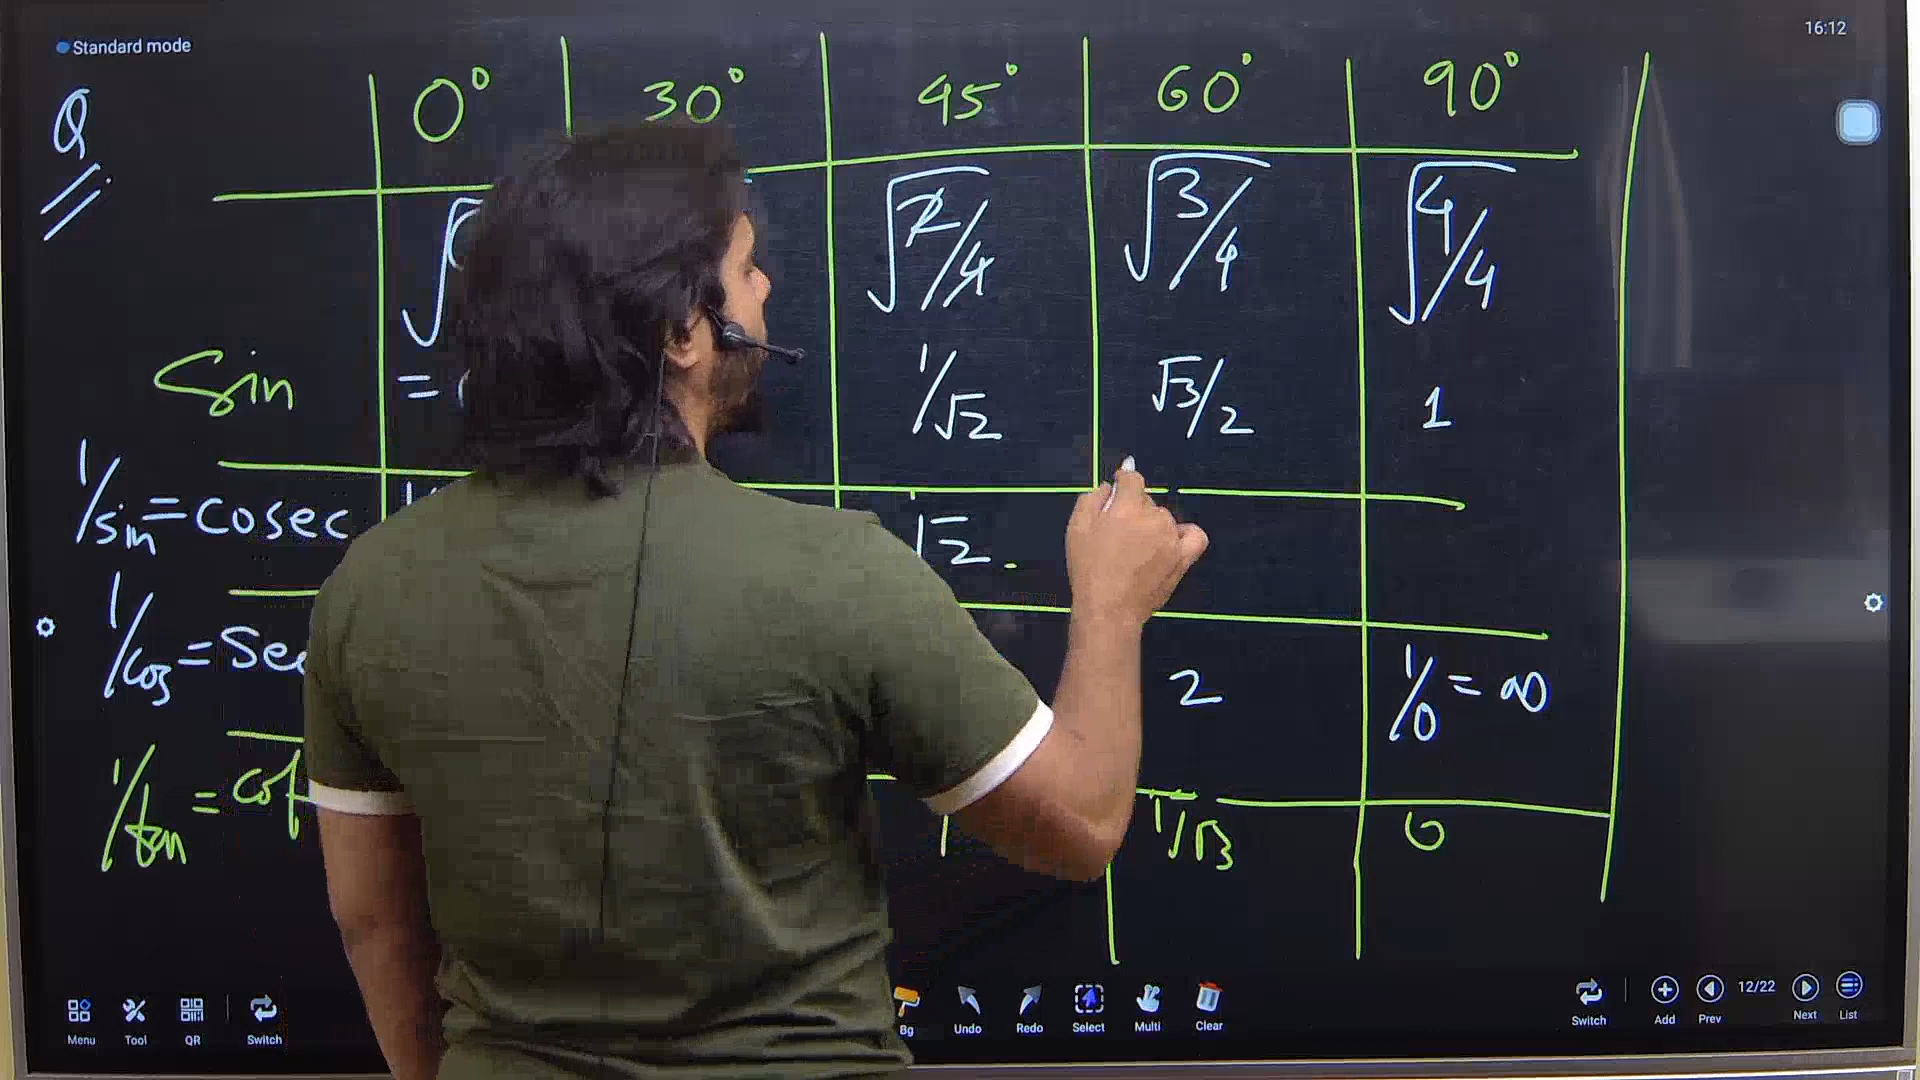 Standard mode
16:12
Q
0° 30° 45° 60° 90°
√2/4 √3/4 √4/4
Sin = 1/√2 √3/2 1
1/sin = cosec √2.
1/cos = Sec 2 1/0 = ∞
1/tan = cot 1 1/√3 0
Menu Tool QR Switch Bg Undo Redo Select Multi Clear Switch Add Prev 12/22 Next List